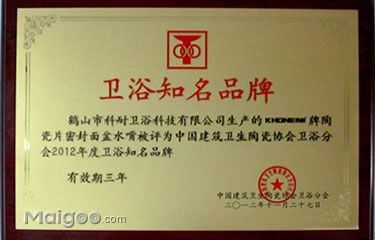 卫浴知名品牌
鹤山市科耐卫浴科技有限公司生产的KHONE牌陶
瓷片密封面盆水嘴被评为中国建筑卫生陶瓷协会卫浴分
会2012年度卫浴知名品牌
有效期三年
中国建筑卫生陶瓷协会卫浴分会
二〇一二年十一月二十七日
Maigoo.com